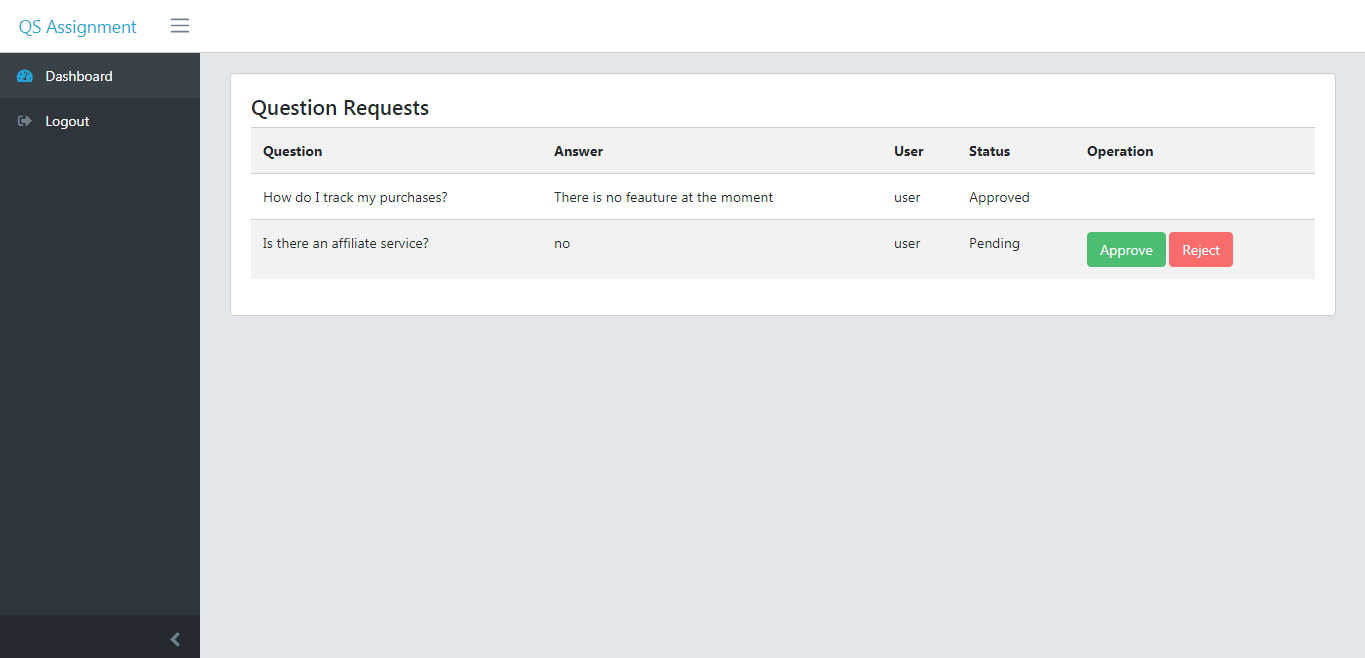 QS Assignment
Dashboard
Logout
Question Requests
Question Answer User Status Operation
How do I track my purchases? There is no feauture at the moment user Approved
Is there an affiliate service? no user Pending Approve Reject